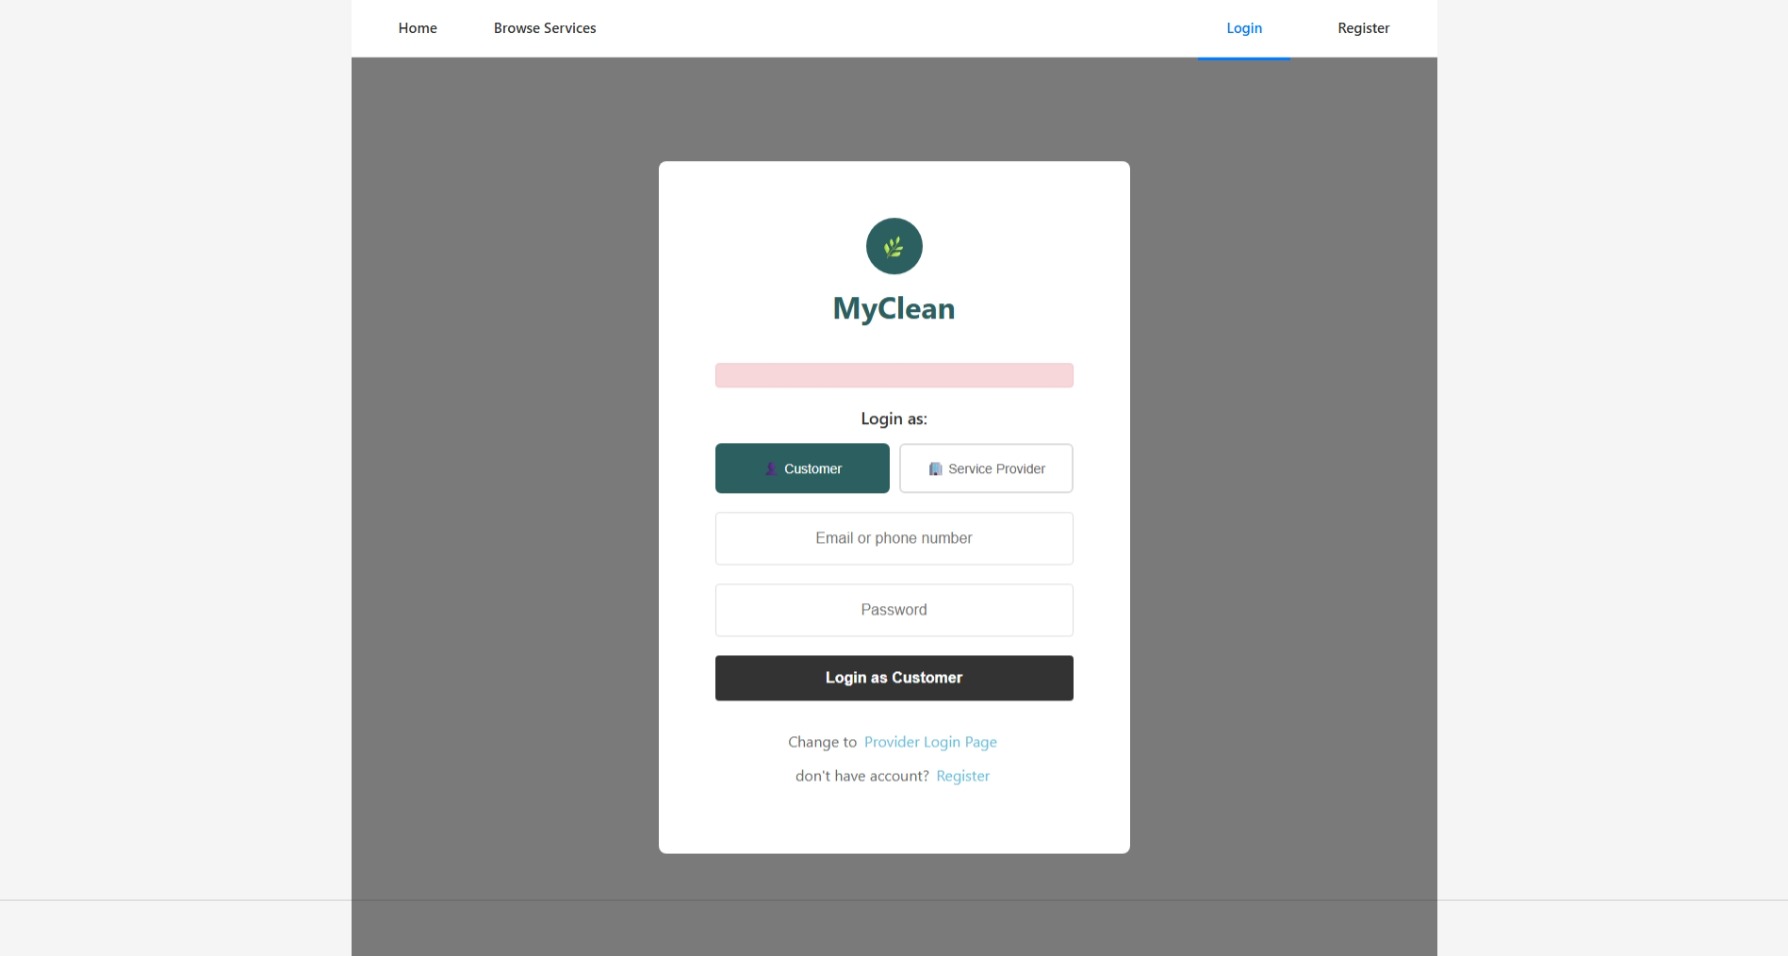 Home Browse Services Login Register
MyClean
Login as:
Customer Service Provider
Email or phone number
Password
Login as Customer
Change to Provider Login Page
don't have account? Register